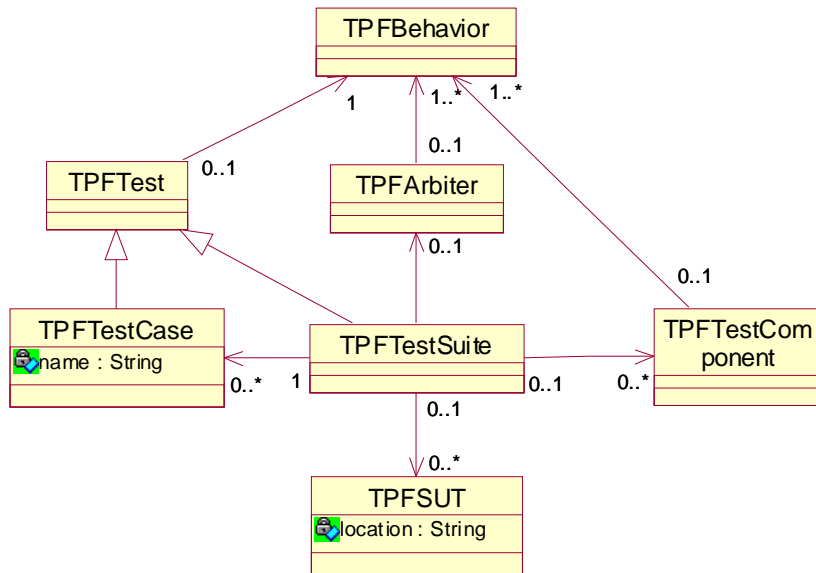 TPFBehavior
1
1..*
1..*
0..1
0..1
TPFTest
TPFArbiter
0..1
0..1
TPFTestCase
name : String
TPFTestSuite
TPFTestCom
ponent
0..*
1
0..1
0..*
0..1
0..*
TPFSUT
location : String